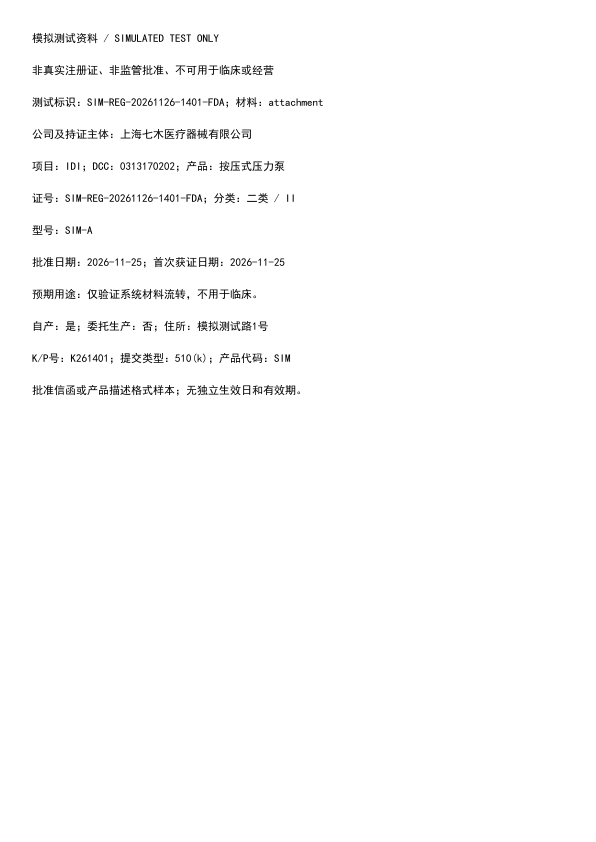 模拟测试资料 / SIMULATED TEST ONLY
非真实注册证、非监管批准、不可用于临床或经营
测试标识：SIM-REG-20261126-1401-FDA；材料：attachment
公司及持证主体：上海七木医疗器械有限公司
项目：IDI；DCC：0313170202；产品：按压式压力泵
证号：SIM-REG-20261126-1401-FDA；分类：二类 / II
型号：SIM-A
批准日期：2026-11-25；首次获证日期：2026-11-25
预期用途：仅验证系统材料流转，不用于临床。
自产：是；委托生产：否；住所：模拟测试路1号
K/P号：K261401；提交类型：510(k)；产品代码：SIM
批准信函或产品描述格式样本；无独立生效日和有效期。